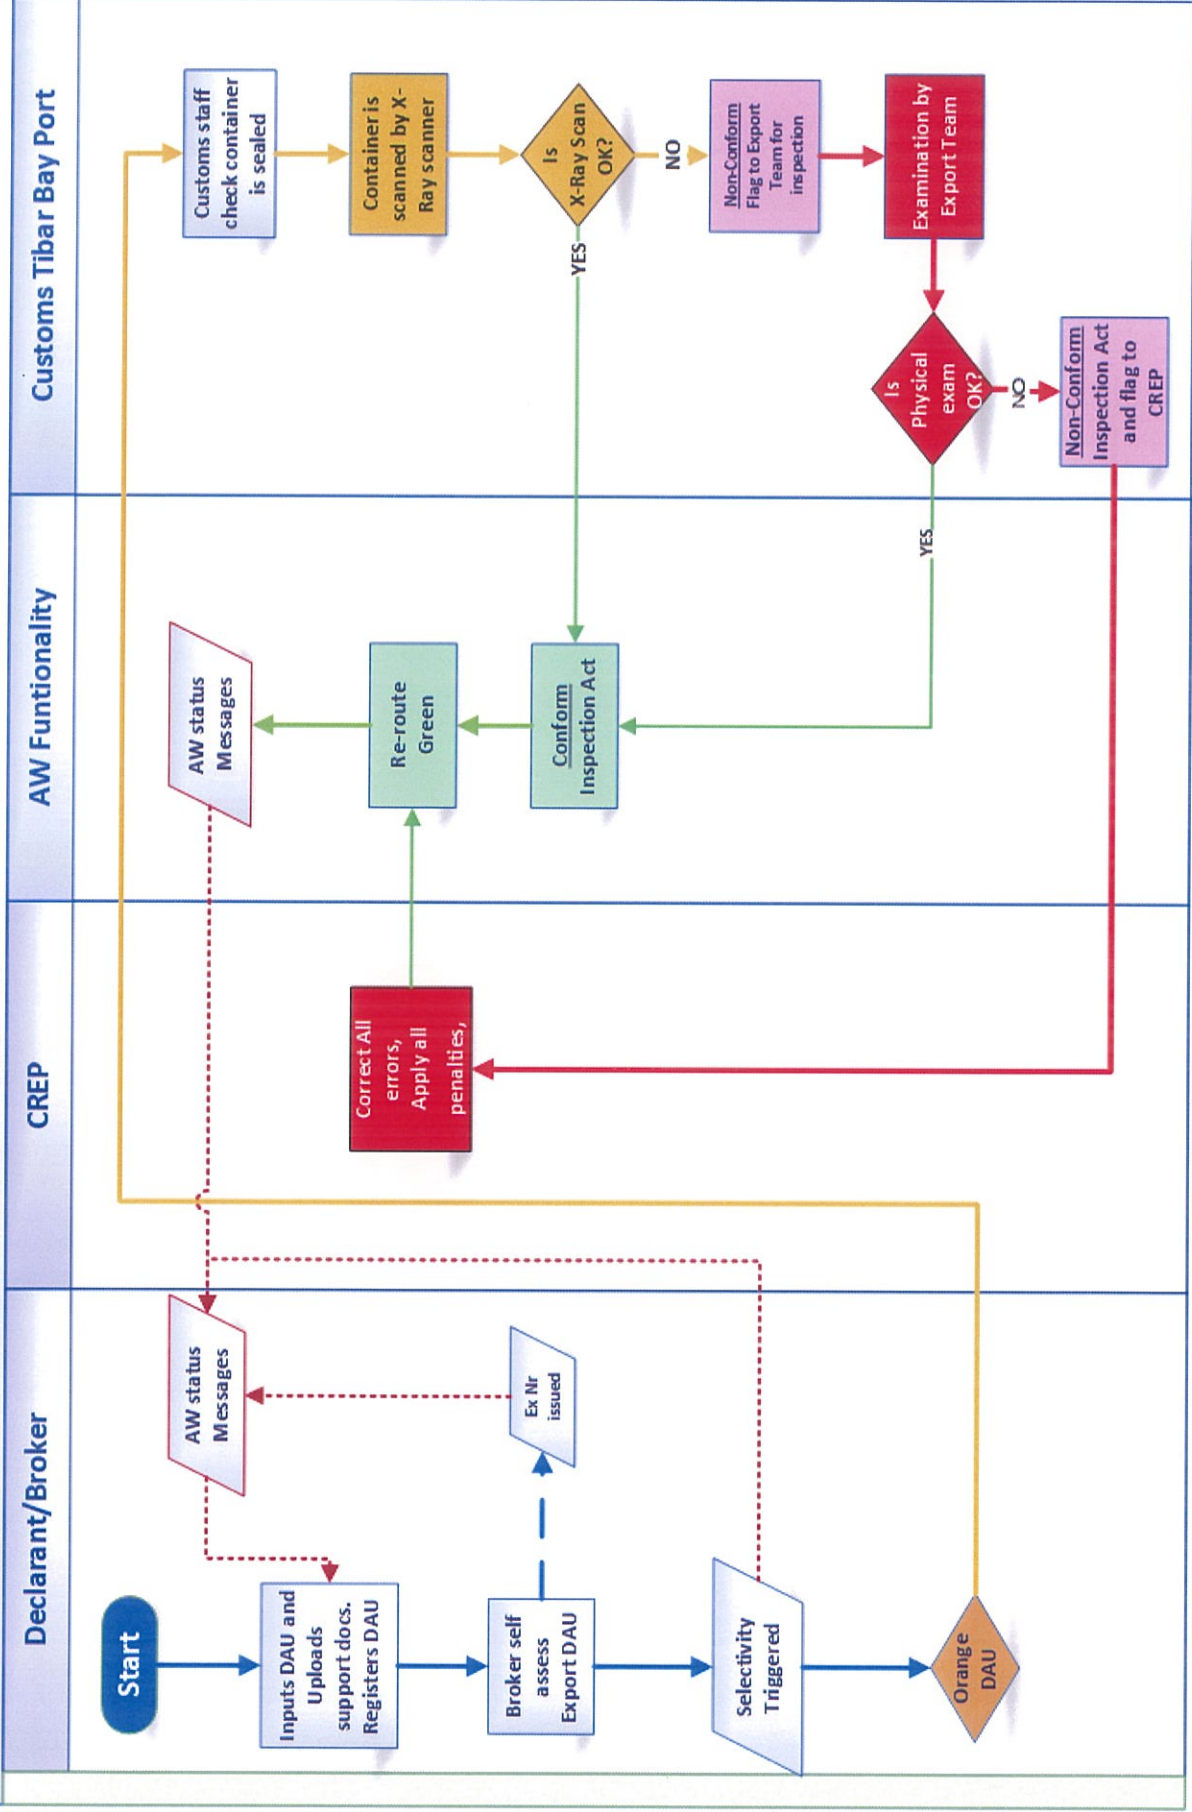 Declarant/Broker
CREP
AW Funtionality
Customs Tibar Bay Port
Start
Inputs DAU and
Uploads
support docs.
Registers DAU
Broker self
assess
Export DAU
Selectivity
Triggered
Orange
DAU
AW status
Messages
Ex Nr
issued
Correct All
errors,
Apply all
penalties,
AW status
Messages
Re-route
Green
Conform
Inspection Act
YES
Customs staff
check container
is sealed
Container is
scanned by X-
Ray scanner
Is
X-Ray Scan
OK?
YES
NO
Non-Conform
Flag to Export
Team for
inspection
Examination by
Export Team
Is
Physical
exam
OK?
NO
Non-Conform
Inspection Act
and flag to
CREP